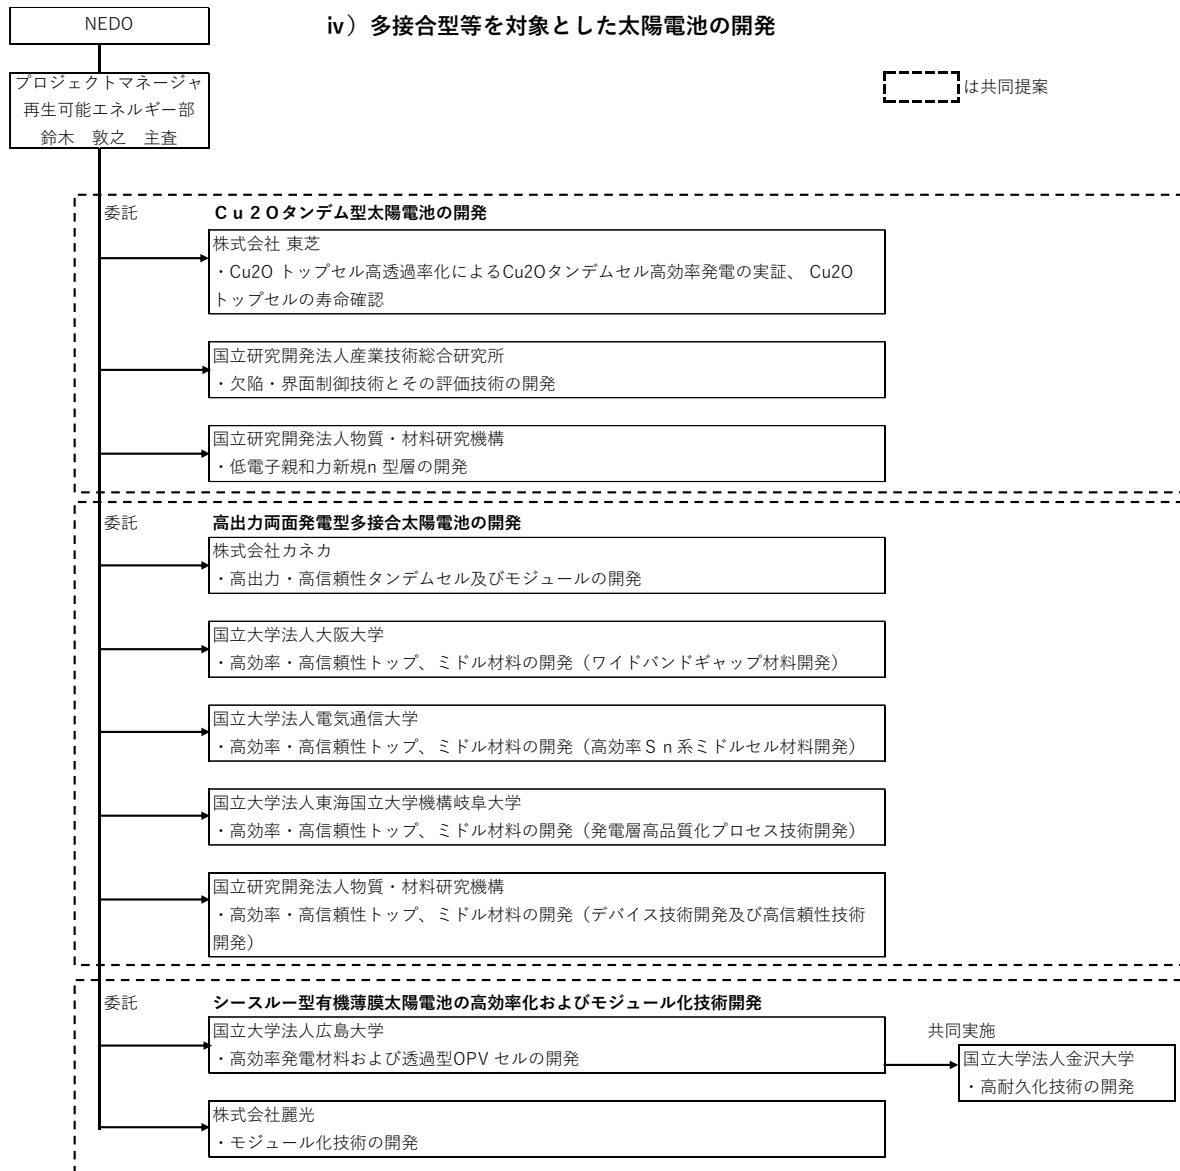 NEDO
ⅳ）多接合型等を対象とした太陽電池の開発
プロジェクトマネージャ
再生可能エネルギー部
鈴木　敦之　主査
は共同提案
委託
Ｃｕ２Ｏタンデム型太陽電池の開発
株式会社 東芝
・Cu2O トップセル高透過率化によるCu2Oタンデムセル高効率発電の実証、 Cu2O
トップセルの寿命確認
国立研究開発法人産業技術総合研究所
・欠陥・界面制御技術とその評価技術の開発
国立研究開発法人物質・材料研究機構
・低電子親和力新規n 型層の開発
委託
高出力両面発電型多接合太陽電池の開発
株式会社カネカ
・高出力・高信頼性タンデムセル及びモジュールの開発
国立大学法人大阪大学
・高効率・高信頼性トップ、ミドル材料の開発（ワイドバンドギャップ材料開発）
国立大学法人電気通信大学
・高効率・高信頼性トップ、ミドル材料の開発（高効率Ｓｎ系ミドルセル材料開発）
国立大学法人東海国立大学機構岐阜大学
・高効率・高信頼性トップ、ミドル材料の開発（発電層高品質化プロセス技術開発）
国立研究開発法人物質・材料研究機構
・高効率・高信頼性トップ、ミドル材料の開発（デバイス技術開発及び高信頼性技術
開発）
委託
シースルー型有機薄膜太陽電池の高効率化およびモジュール化技術開発
国立大学法人広島大学
・高効率発電材料および透過型OPV セルの開発
共同実施
国立大学法人金沢大学
・高耐久化技術の開発
株式会社麗光
・モジュール化技術の開発